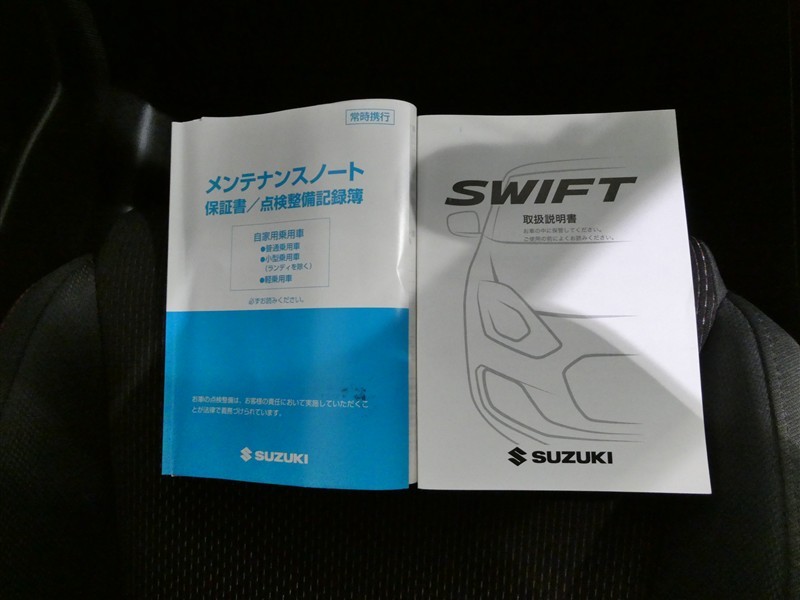 常時携行
メンテナンスノート
保証書／点検整備記録簿
自家用乗用車
●普通乗用車
●小型乗用車
（ランディを除く）
●軽乗用車
必ずお読みください。
お車の点検整備は、お客様の責任において実施していただくこ
とが法律で義務づけられています。
SUZUKI
SWIFT
取扱説明書
お車の中に保管してください。
ご使用の前によくお読みください。
SUZUKI